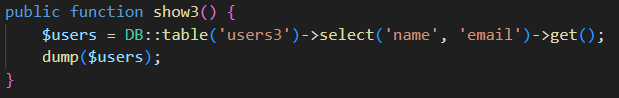 public function show3() {
    $users = DB::table('users3')->select('name', 'email')->get();
    dump($users);
}